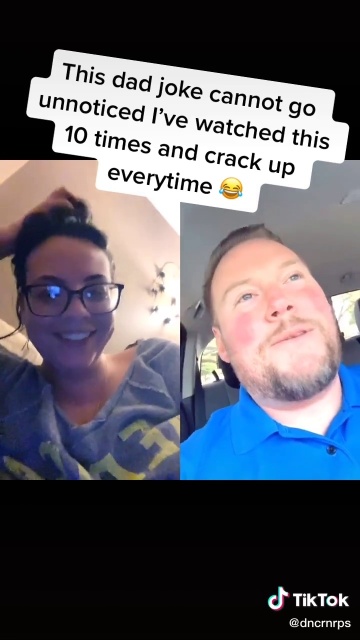 This dad joke cannot go
unnoticed I've watched this
10 times and crack up
everytime 😂
TikTok
@dncrnrps